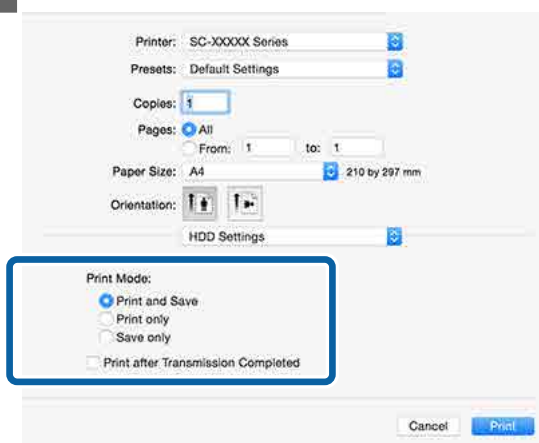 Printer: SC-XXXXX Series
Presets: Default Settings
Copies: 1
Pages: All
From: 1 to: 1
Paper Size: A4 210 by 297 mm
Orientation:
HDD Settings
Print Mode:
Print and Save
Print only
Save only
Print after Transmission Completed
Cancel Print